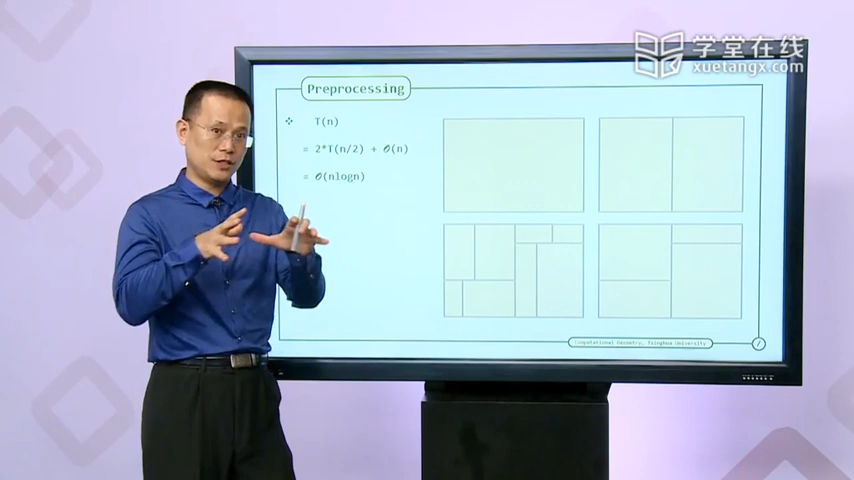 学堂在线
xuetangx.com
Preprocessing
T(n)
= 2*T(n/2) + O(n)
= O(nlogn)
Computational Geometry, Tsinghua University